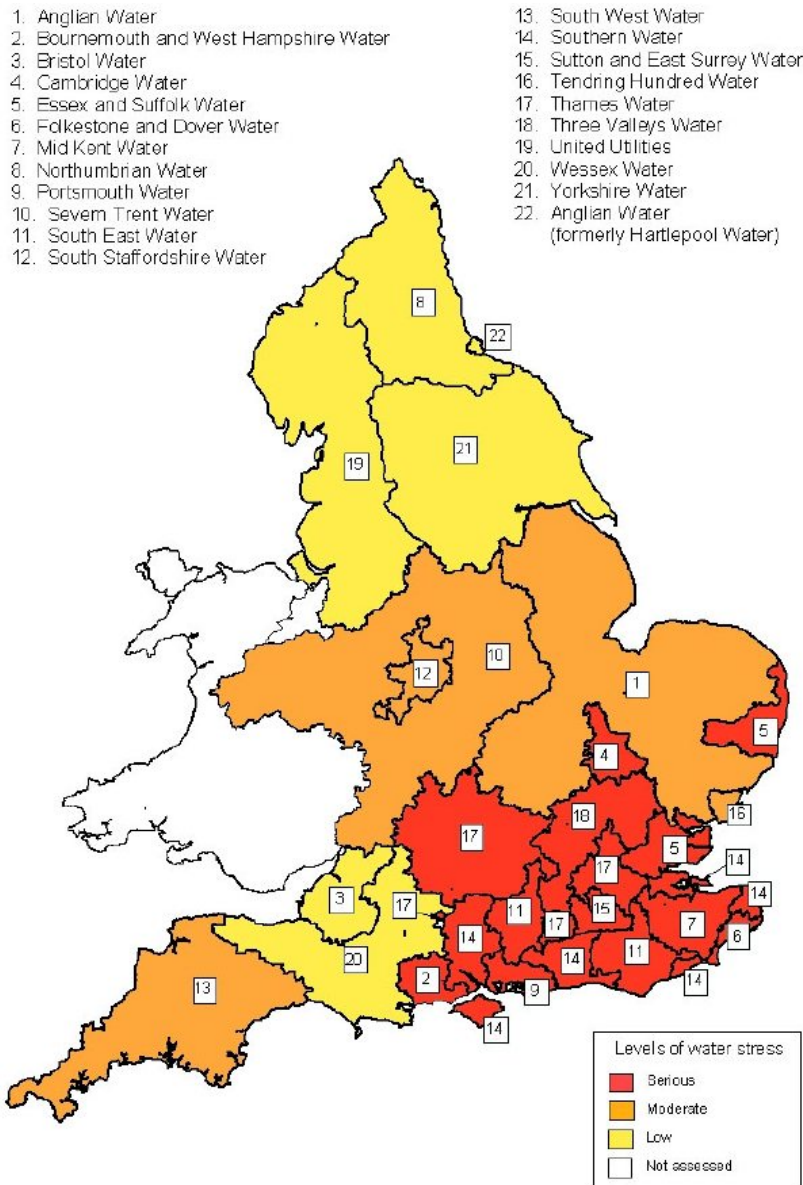 1. Anglian Water
2. Bournemouth and West Hampshire Water
3. Bristol Water
4. Cambridge Water
5. Essex and Suffolk Water
6. Folkestone and Dover Water
7. Mid Kent Water
8. Northumbrian Water
9. Portsmouth Water
10. Severn Trent Water
11. South East Water
12. South Staffordshire Water
13. South West Water
14. Southern Water
15. Sutton and East Surrey Water
16. Tendring Hundred Water
17. Thames Water
18. Three Valleys Water
19. United Utilities
20. Wessex Water
21. Yorkshire Water
22. Anglian Water
(formerly Hartlepool Water)
8
22
19
21
10
12
1
5
4
16
18
17
5
17
14
3
17
11
15
14
14
17
7
6
20
14
11
2
13
9
14
14
Levels of water stress
Serious
Moderate
Low
Not assessed